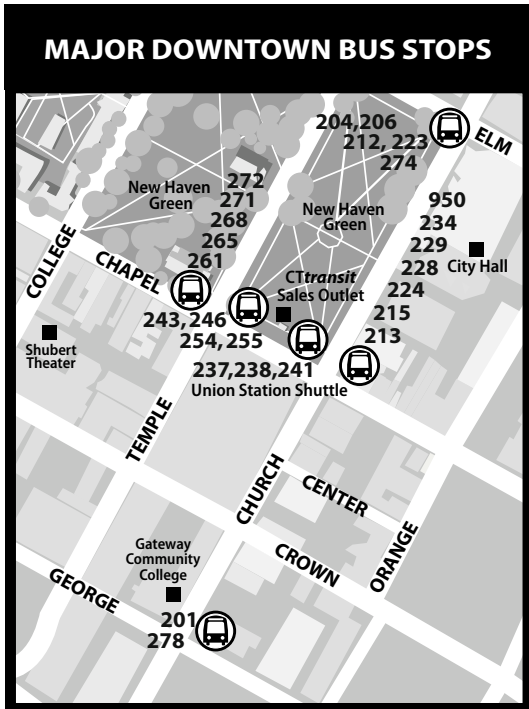 MAJOR DOWNTOWN BUS STOPS
204,206
212, 223
274
ELM
New Haven
Green
272
271
268
265
261
New Haven
Green
950
234
229
228
224
215
213
City Hall
COLLEGE
CHAPEL
CTtransit
Sales Outlet
243, 246
254, 255
Shubert
Theater
237,238,241
Union Station Shuttle
TEMPLE
CHURCH
CENTER
ORANGE
CROWN
Gateway
Community
College
GEORGE
201
278